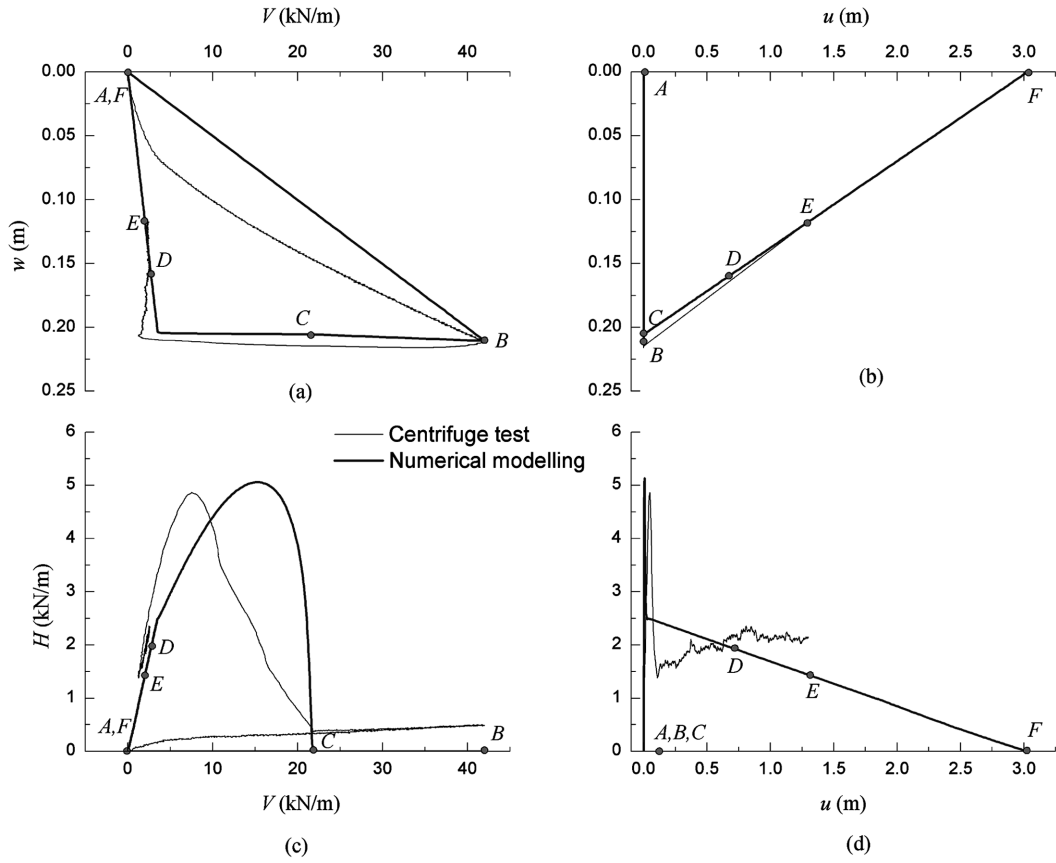 V (kN/m)
0 10 20 30 40
0.00
0.05
0.10
0.15
0.20
0.25
w (m)
A,F
E
D
C
B
(a)
u (m)
0.0 0.5 1.0 1.5 2.0 2.5 3.0
0.00
0.05
0.10
0.15
0.20
0.25
A
F
E
D
C
B
(b)
Centrifuge test
Numerical modelling
6
5
4
3
2
1
0
H (kN/m)
D
E
A,F
C
B
0 10 20 30 40
V (kN/m)
(c)
6
5
4
3
2
1
0
D
E
A,B,C
F
0.0 0.5 1.0 1.5 2.0 2.5 3.0
u (m)
(d)